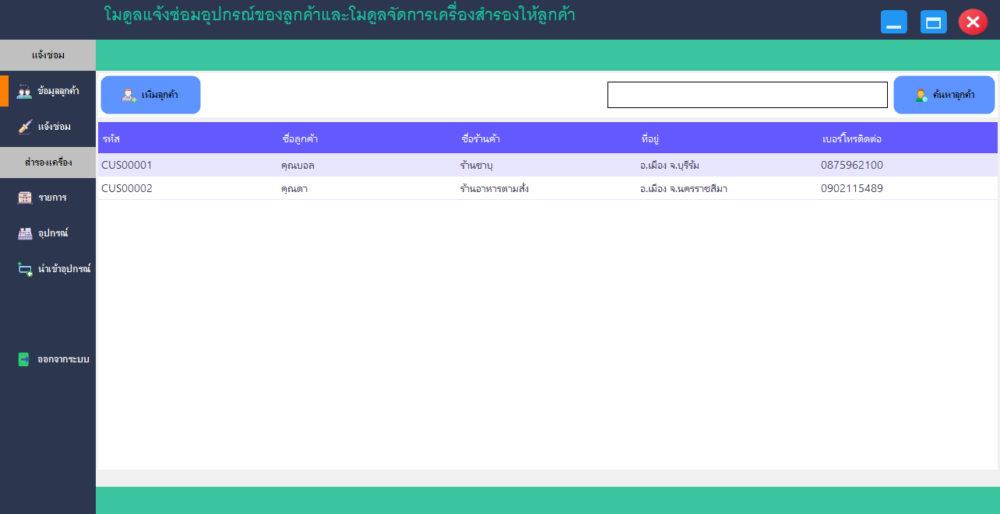 โมดูลแจ้งซ่อมอุปกรณ์ของลูกค้าและโมดูลจัดการเครื่องสำรองให้ลูกค้า
แจ้งซ่อม
ข้อมูลลูกค้า
แจ้งซ่อม
สำรองเครื่อง
รายการ
อุปกรณ์
นำเข้าอุปกรณ์
ออกจากระบบ
เพิ่มลูกค้า
ค้นหาลูกค้า
รหัส ชื่อลูกค้า ชื่อร้านค้า ที่อยู่ เบอร์โทรติดต่อ
CUS00001 คุณบอล ร้านชาบู อ.เมือง จ.บุรีรัม 0875962100
CUS00002 คุณดา ร้านอาหารตามสั่ง อ.เมือง จ.นครราชสีมา 0902115489